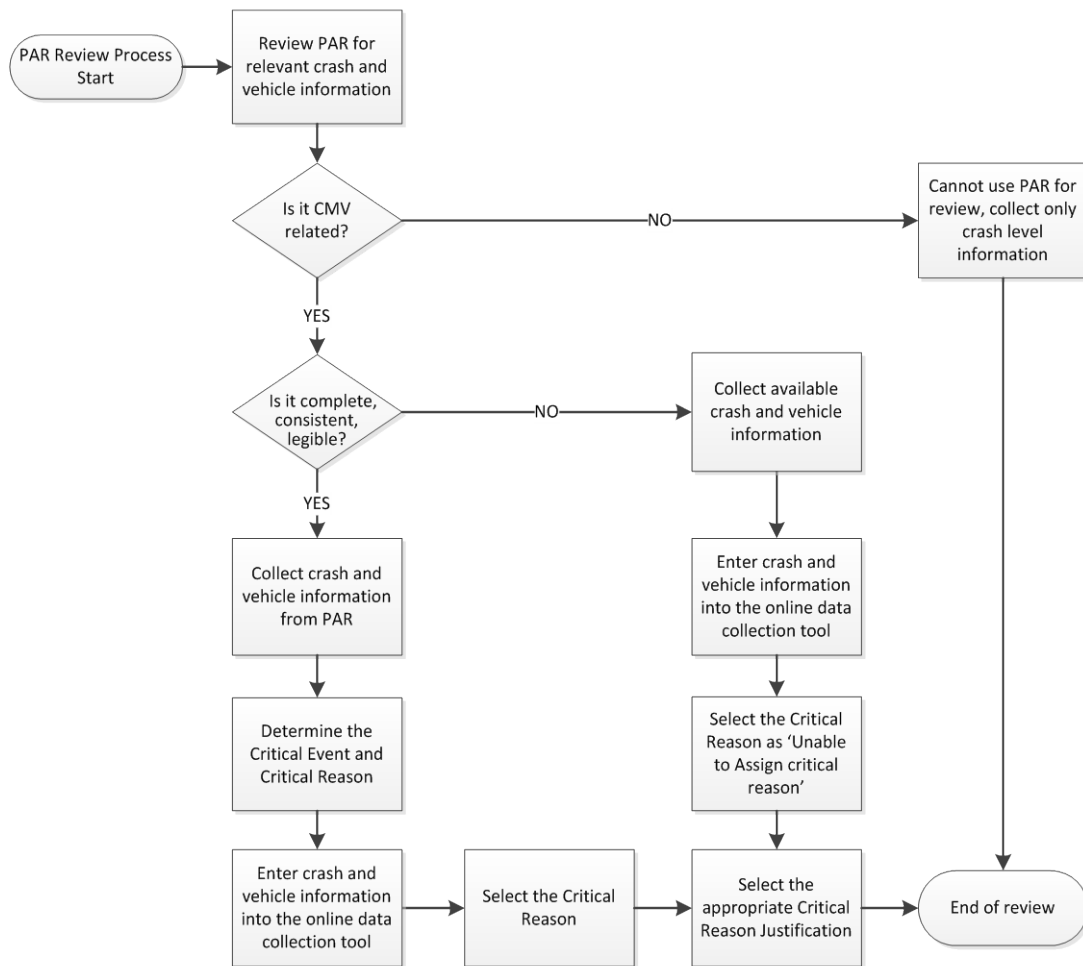 PAR Review Process
Start
Review PAR for
relevant crash and
vehicle information
Is it CMV
related?
NO
Cannot use PAR for
review, collect only
crash level
information
YES
Is it complete,
consistent,
legible?
NO
Collect available
crash and vehicle
information
YES
Collect crash and
vehicle information
from PAR
Enter crash and
vehicle information
into the online data
collection tool
Determine the
Critical Event and
Critical Reason
Select the Critical
Reason as ‘Unable
to Assign critical
reason’
Enter crash and
vehicle information
into the online data
collection tool
Select the Critical
Reason
Select the
appropriate Critical
Reason Justification
End of review